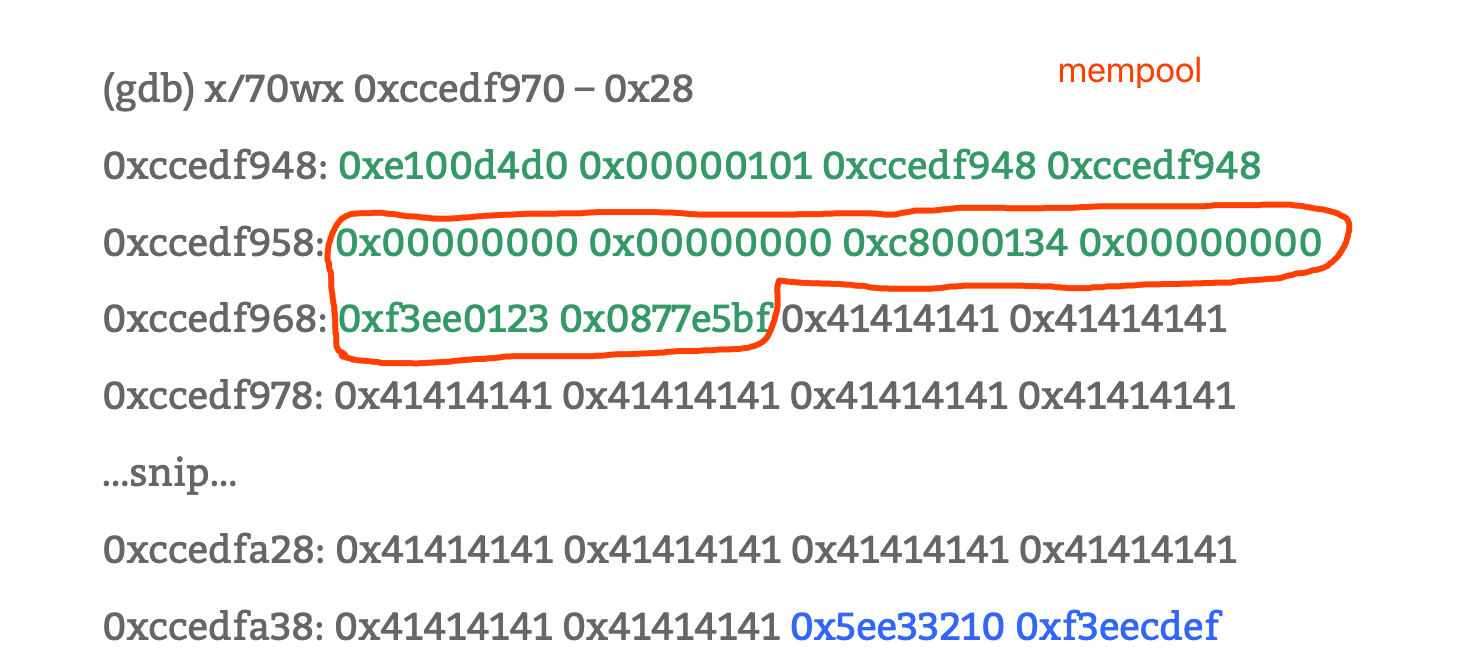 (gdb) x/70wx 0xccedf970 – 0x28
mempool
0xccedf948: 0xe100d4d0 0x00000101 0xccedf948 0xccedf948
0xccedf958: 0x00000000 0x00000000 0xc8000134 0x00000000
0xccedf968: 0xf3ee0123 0x0877e5bf 0x41414141 0x41414141
0xccedf978: 0x41414141 0x41414141 0x41414141 0x41414141
...snip...
0xccedfa28: 0x41414141 0x41414141 0x41414141 0x41414141
0xccedfa38: 0x41414141 0x41414141 0x5ee33210 0xf3eecdef